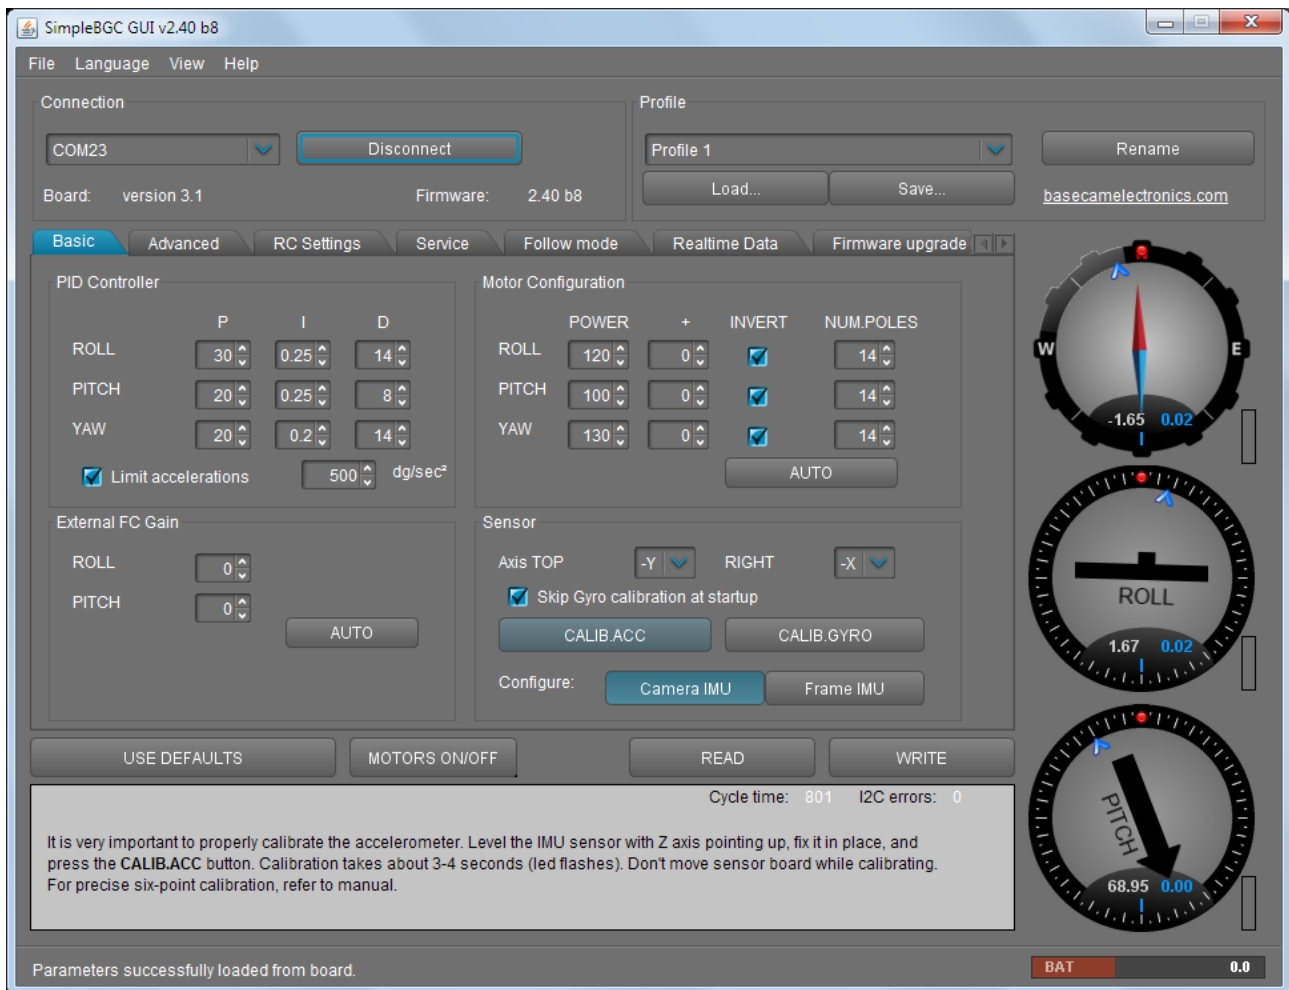 SimpleBGC GUI v2.40 b8
File Language View Help
Connection
COM23
Disconnect
Board: version 3.1 Firmware: 2.40 b8
Profile
Profile 1
Rename
Load... Save...
basecamelectronics.com
Basic Advanced RC Settings Service Follow mode Realtime Data Firmware upgrade
PID Controller
P I D
ROLL 30 0.25 14
PITCH 20 0.25 8
YAW 20 0.2 14
Limit accelerations 500 dg/sec²
Motor Configuration
POWER + INVERT NUM.POLES
ROLL 120 0 14
PITCH 100 0 14
YAW 130 0 14
AUTO
External FC Gain
ROLL 0
PITCH 0
AUTO
Sensor
Axis TOP -Y RIGHT -X
Skip Gyro calibration at startup
CALIB.ACC CALIB.GYRO
Configure: Camera IMU Frame IMU
W E
-1.65 0.02
ROLL
1.67 0.02
PITCH
68.95 0.00
USE DEFAULTS MOTORS ON/OFF READ WRITE
Cycle time: 801 I2C errors: 0
It is very important to properly calibrate the accelerometer. Level the IMU sensor with Z axis pointing up, fix it in place, and
press the CALIB.ACC button. Calibration takes about 3-4 seconds (led flashes). Don't move sensor board while calibrating.
For precise six-point calibration, refer to manual.
Parameters successfully loaded from board.
BAT 0.0